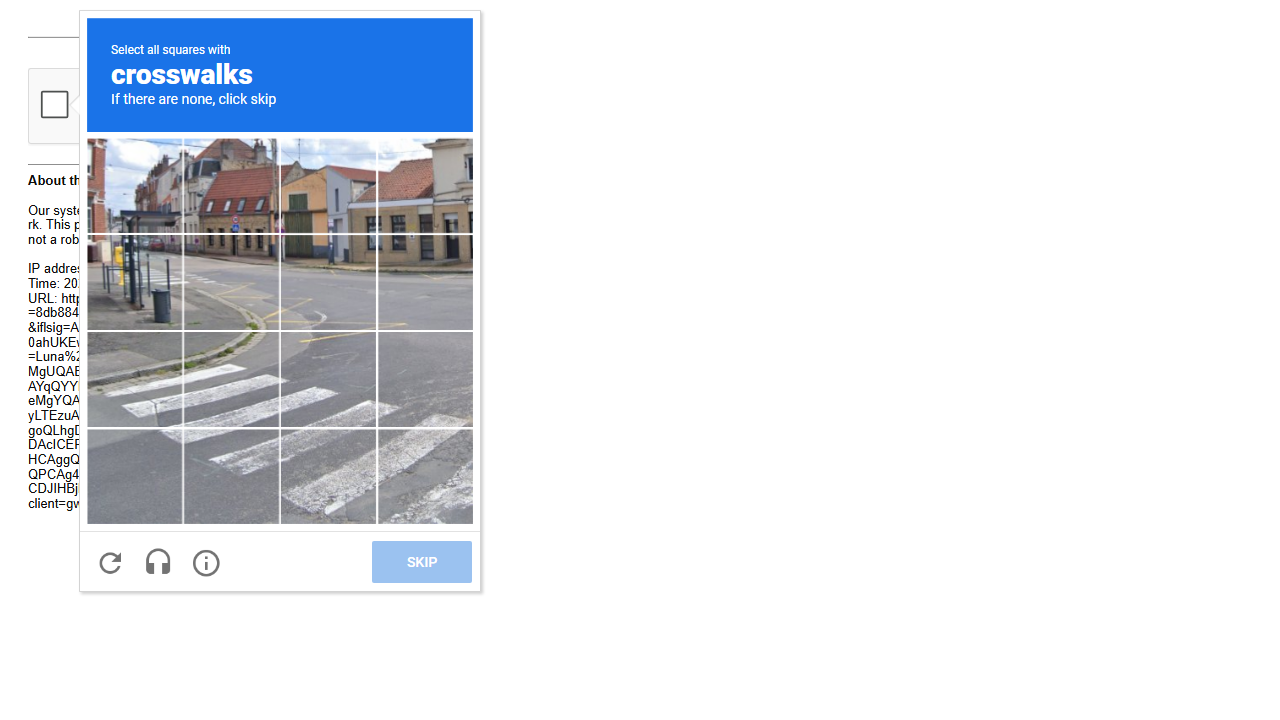 Select all squares with
crosswalks
If there are none, click skip
About th
Our syste
rk. This p
not a rob
IP addres
Time: 20
URL: http
=8db884
&iflsig=A
0ahUKEv
=Luna%2
MgUQAE
AYqQYY
eMgYQA
yLTEzuA
goQLhgD
DAcICEF
HCAggQ
QPCAg4
CDJIHBj
client=gw
SKIP